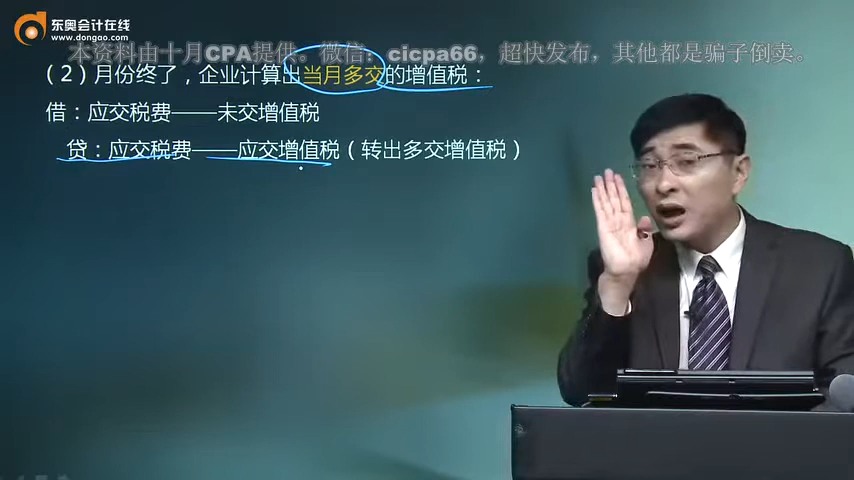 东奥会计在线
www.dongao.com
本资料由十月CPA提供。微信：cicpa66，超快发布，其他都是骗子倒卖。
（2）月份终了，企业计算出当月多交的增值税：
借：应交税费——未交增值税
贷：应交税费——应交增值税（转出多交增值税）